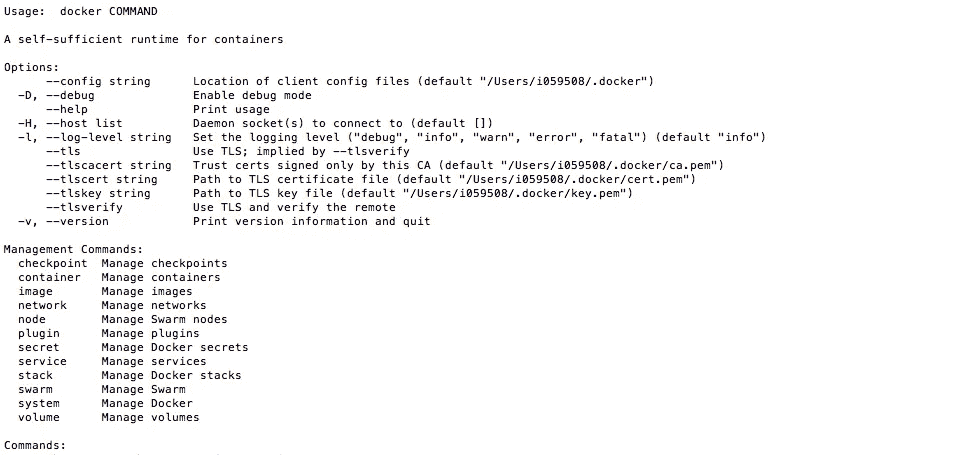 Usage:  docker COMMAND

A self-sufficient runtime for containers

Options:
      --config string      Location of client config files (default "/Users/i059508/.docker")
  -D, --debug              Enable debug mode
      --help               Print usage
  -H, --host list          Daemon socket(s) to connect to (default [])
  -l, --log-level string   Set the logging level ("debug", "info", "warn", "error", "fatal") (default "info")
      --tls                Use TLS; implied by --tlsverify
      --tlscacert string   Trust certs signed only by this CA (default "/Users/i059508/.docker/ca.pem")
      --tlscert string     Path to TLS certificate file (default "/Users/i059508/.docker/cert.pem")
      --tlskey string      Path to TLS key file (default "/Users/i059508/.docker/key.pem")
      --tlsverify          Use TLS and verify the remote
  -v, --version            Print version information and quit

Management Commands:
  checkpoint  Manage checkpoints
  container   Manage containers
  image       Manage images
  network     Manage networks
  node        Manage Swarm nodes
  plugin      Manage plugins
  secret      Manage Docker secrets
  service     Manage services
  stack       Manage Docker stacks
  swarm       Manage Swarm
  system      Manage Docker
  volume      Manage volumes

Commands: